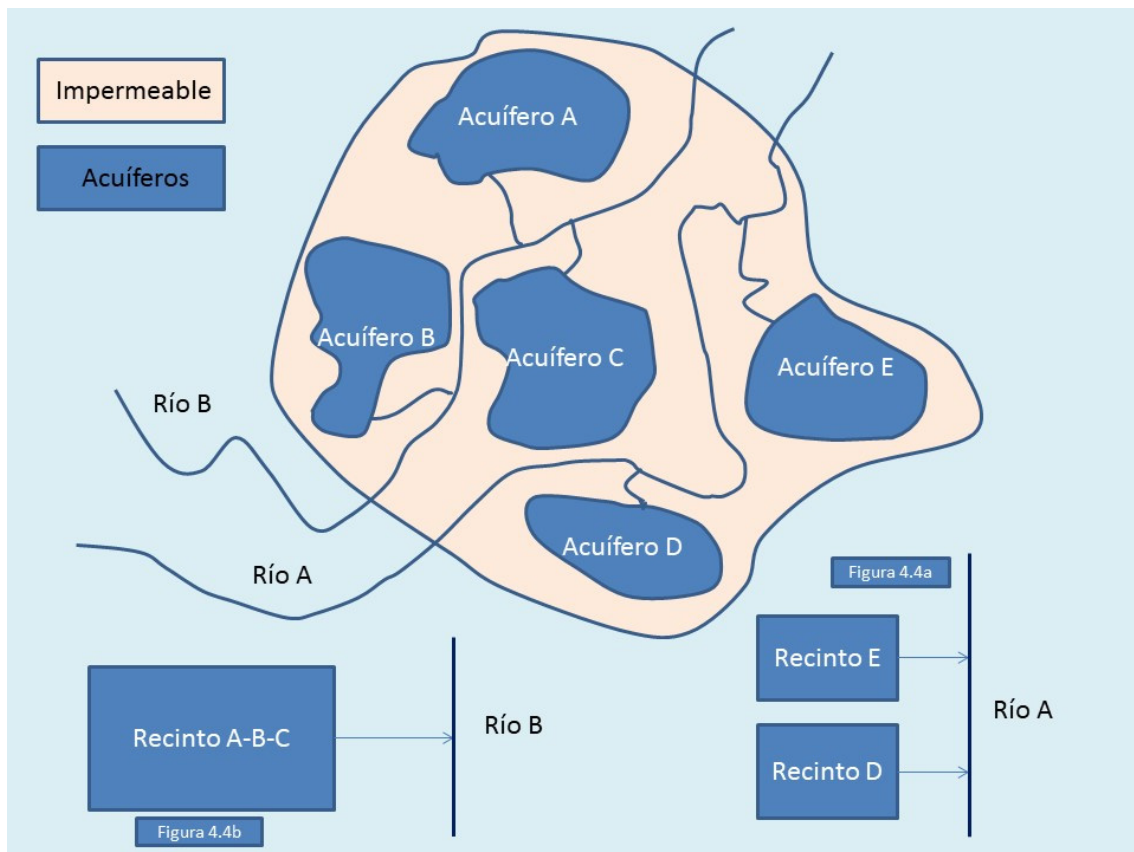 Impermeable
Acuíferos
Acuífero A
Acuífero B
Acuífero C
Acuífero E
Río B
Acuífero D
Río A
Figura 4.4a
Recinto E
Río A
Recinto D
Recinto A-B-C
Río B
Figura 4.4b